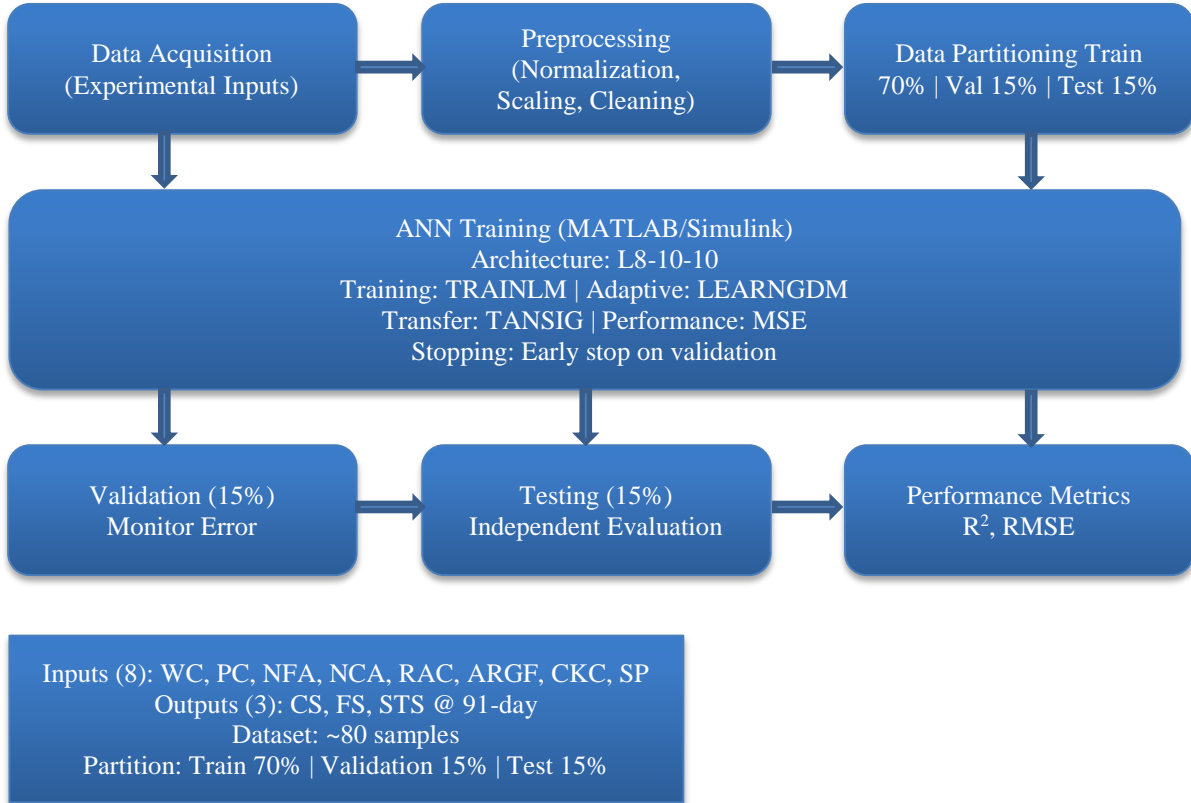 Data Acquisition
(Experimental Inputs)
Preprocessing
(Normalization,
Scaling, Cleaning)
Data Partitioning Train
70% | Val 15% | Test 15%
ANN Training (MATLAB/Simulink)
Architecture: L8-10-10
Training: TRAINLM | Adaptive: LEARNGDM
Transfer: TANSIG | Performance: MSE
Stopping: Early stop on validation
Validation (15%)
Monitor Error
Testing (15%)
Independent Evaluation
Performance Metrics
R², RMSE
Inputs (8): WC, PC, NFA, NCA, RAC, ARGF, CKC, SP
Outputs (3): CS, FS, STS @ 91-day
Dataset: ~80 samples
Partition: Train 70% | Validation 15% | Test 15%